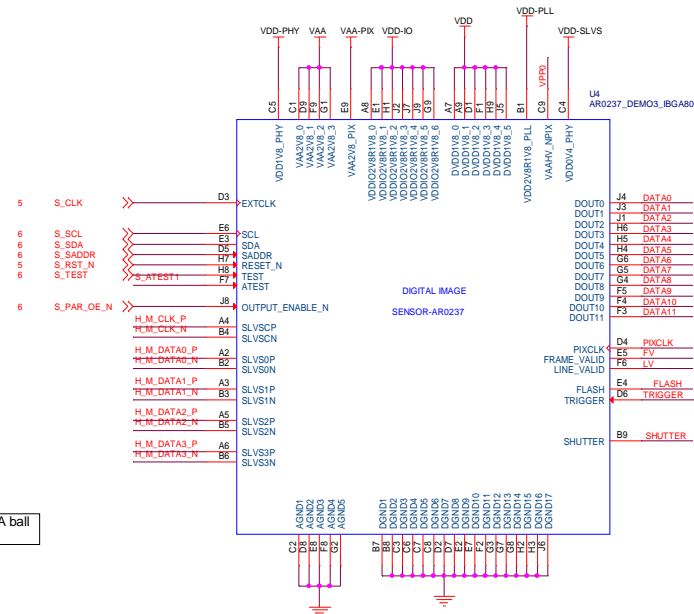 VDD-PHY VAA VAA-PIX VDD-IO VDD VDD-PLL VDD-SLVS
VPP0
U4
AR0237_DEMO3_IBGA80
C5 C1 D9 F9 G1 E9 A8 E1 H1 J2 J7 J9 G9 A7 A9 D1 F1 H9 J5 B1 C9 C4
VDD1V8_PHY
VAA2V8_0
VAA2V8_1
VAA2V8_2
VAA2V8_3
VAA2V8_PIX
VDDIO2V8R1V8_0
VDDIO2V8R1V8_1
VDDIO2V8R1V8_2
VDDIO2V8R1V8_3
VDDIO2V8R1V8_4
VDDIO2V8R1V8_5
VDDIO2V8R1V8_6
DVDD1V8_0
DVDD1V8_1
DVDD1V8_2
DVDD1V8_3
DVDD1V8_4
DVDD1V8_5
VDD2V8R1V8_PLL
VAAHV_NPIX
VDD0V4_PHY
5 S_CLK D3 EXTCLK
6 S_SCL E6 SCL
6 S_SDA E3 SDA
6 S_SADDR D5 SADDR
5 S_RST_N H7 RESET_N
6 S_TEST H8 TEST
S_ATEST1 F7 ATEST
6 S_PAR_OE_N J8 OUTPUT_ENABLE_N
H_M_CLK_P A4 SLVSCP
H_M_CLK_N B4 SLVSCN
H_M_DATA0_P A2 SLVS0P
H_M_DATA0_N B2 SLVS0N
H_M_DATA1_P A3 SLVS1P
H_M_DATA1_N B3 SLVS1N
H_M_DATA2_P A5 SLVS2P
H_M_DATA2_N B5 SLVS2N
H_M_DATA3_P A6 SLVS3P
H_M_DATA3_N B6 SLVS3N
DIGITAL IMAGE
SENSOR-AR0237
DOUT0 J4 DATA0
DOUT1 J3 DATA1
DOUT2 J1 DATA2
DOUT3 H6 DATA3
DOUT4 H5 DATA4
DOUT5 H4 DATA5
DOUT6 G6 DATA6
DOUT7 G5 DATA7
DOUT8 G4 DATA8
DOUT9 F5 DATA9
DOUT10 F4 DATA10
DOUT11 F3 DATA11
PIXCLK D4 PIXCLK
FRAME_VALID E5 FV
LINE_VALID F6 LV
FLASH E4 FLASH
TRIGGER D6 TRIGGER
SHUTTER B9 SHUTTER
A ball
AGND1
AGND2
AGND3
AGND4
AGND5
DGND1
DGND2
DGND3
DGND4
DGND5
DGND6
DGND7
DGND8
DGND9
DGND10
DGND11
DGND12
DGND13
DGND14
DGND15
DGND16
DGND17
C2 D8 E8 F8 G2 B7 B8 C3 C6 C7 C8 D2 D7 E2 E7 F2 G3 G7 G8 H2 H3 J6